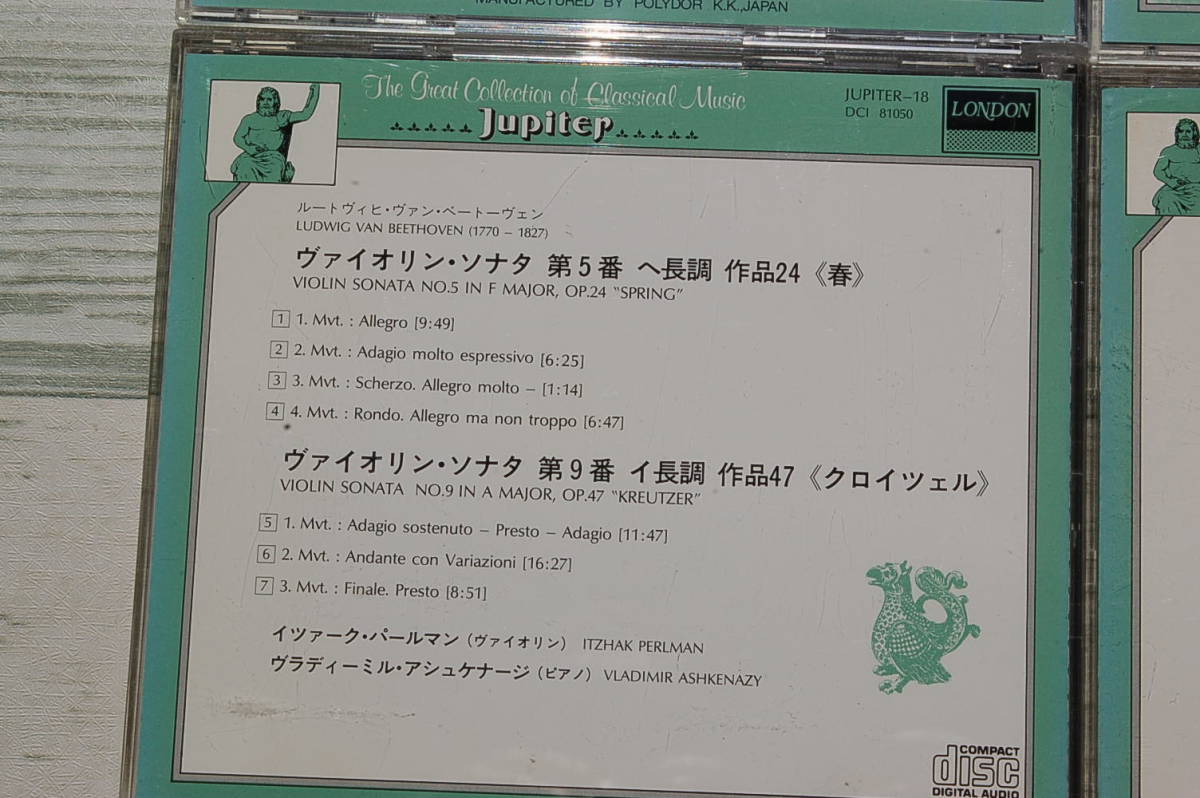 MANUFACTURED BY POLYDOR K.K.,JAPAN
The Great Collection of Classical Music
Jupiter
JUPITER-18
DCI 81050
LONDON
ルートヴィヒ・ヴァン・ベートーヴェン
LUDWIG VAN BEETHOVEN (1770 – 1827)
ヴァイオリン・ソナタ 第5番 ヘ長調 作品24《春》
VIOLIN SONATA NO.5 IN F MAJOR, OP.24 "SPRING"
1 1. Mvt. : Allegro [9:49]
2 2. Mvt. : Adagio molto espressivo [6:25]
3 3. Mvt. : Scherzo. Allegro molto – [1:14]
4 4. Mvt. : Rondo. Allegro ma non troppo [6:47]
ヴァイオリン・ソナタ 第9番 イ長調 作品47《クロイツェル》
VIOLIN SONATA NO.9 IN A MAJOR, OP.47 "KREUTZER"
5 1. Mvt. : Adagio sostenuto – Presto – Adagio [11:47]
6 2. Mvt. : Andante con Variazioni [16:27]
7 3. Mvt. : Finale. Presto [8:51]
イツァーク・パールマン(ヴァイオリン) ITZHAK PERLMAN
ヴラディーミル・アシュケナージ(ピアノ) VLADIMIR ASHKENAZY
COMPACT
disc
DIGITAL AUDIO